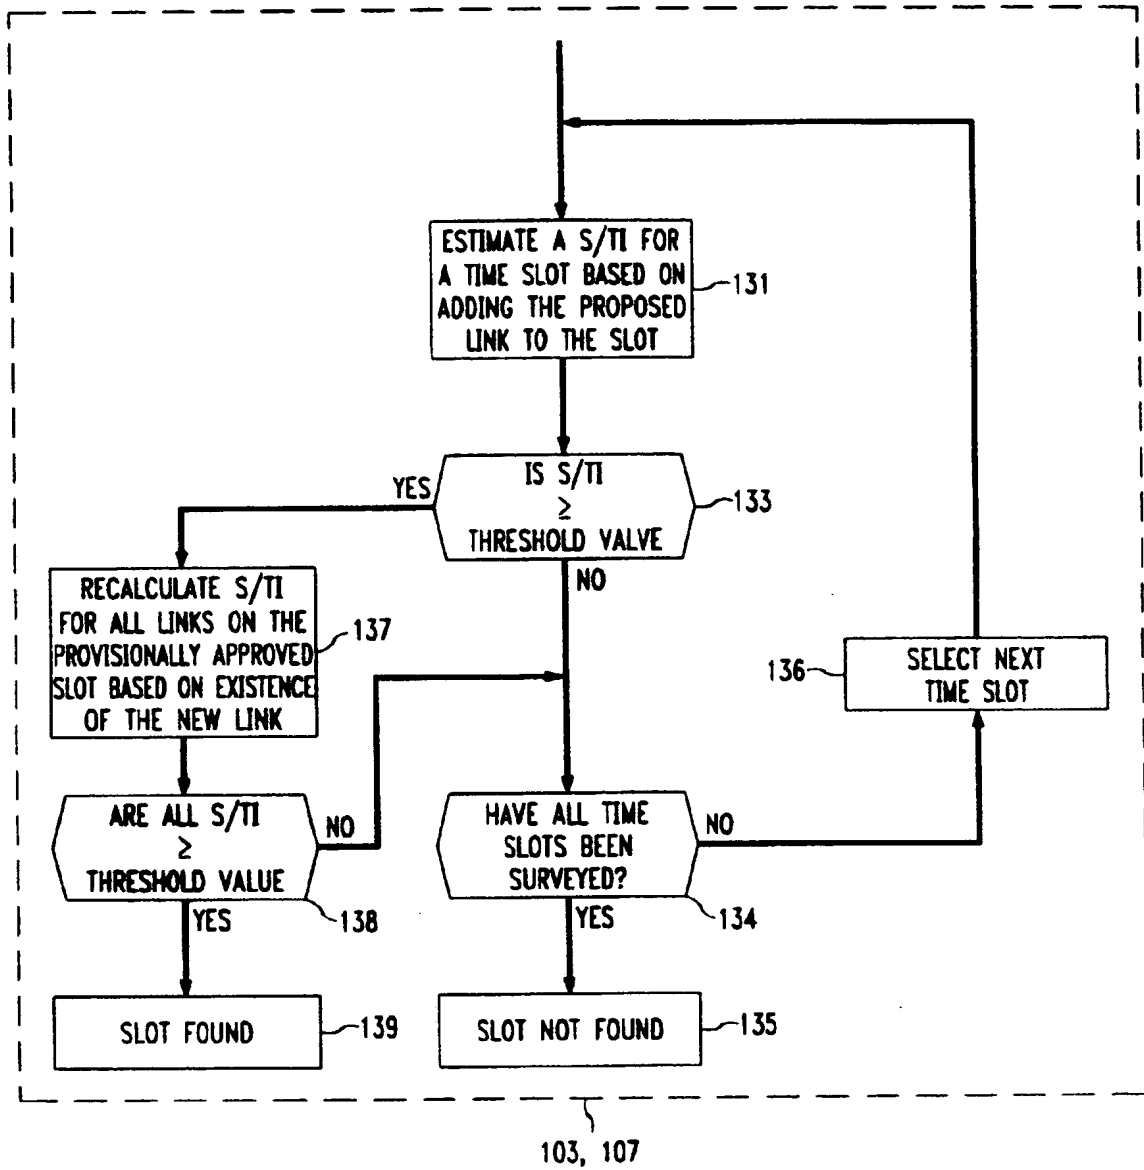 ESTIMATE A S/TI FOR
A TIME SLOT BASED ON
ADDING THE PROPOSED
LINK TO THE SLOT
131
IS S/TI
≥
THRESHOLD VALVE
133
YES
NO
RECALCULATE S/TI
FOR ALL LINKS ON THE
PROVISIONALLY APPROVED
SLOT BASED ON EXISTENCE
OF THE NEW LINK
137
136
SELECT NEXT
TIME SLOT
ARE ALL S/TI
≥
THRESHOLD VALUE
138
NO
YES
HAVE ALL TIME
SLOTS BEEN
SURVEYED?
134
NO
YES
SLOT FOUND
139
SLOT NOT FOUND
135
103, 107